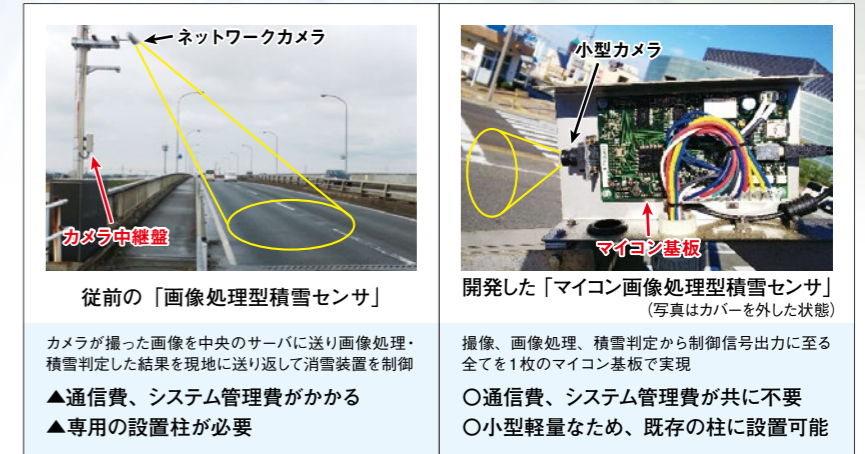 ネットワークカメラ
カメラ中継盤
従前の「画像処理型積雪センサ」
カメラが撮った画像を中央のサーバに送り画像処理・
積雪判定した結果を現地に送り返して消雪装置を制御
▲通信費、システム管理費がかかる
▲専用の設置柱が必要
小型カメラ
マイコン基板
開発した「マイコン画像処理型積雪センサ」
(写真はカバーを外した状態)
撮像、画像処理、積雪判定から制御信号出力に至る
全てを1枚のマイコン基板で実現
〇通信費、システム管理費が共に不要
〇小型軽量なため、既存の柱に設置可能